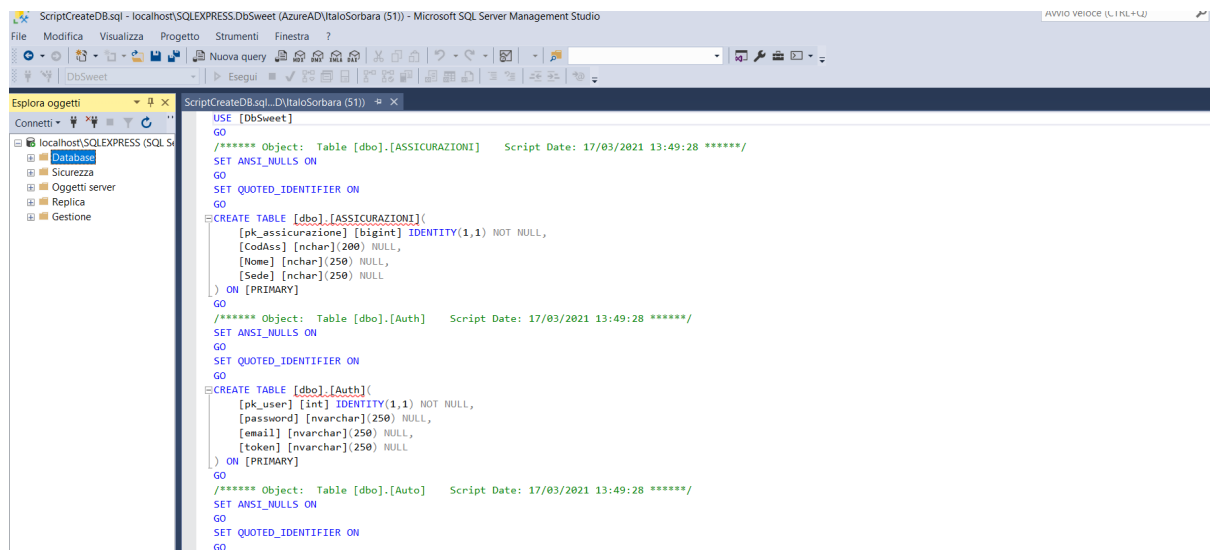 ScriptCreateDB.sql - localhost\SQLEXPRESS.DbSweet (AzureAD\ItaloSorbara (51)) - Microsoft SQL Server Management Studio
Avvio veloce (CTRL+Q)
File Modifica Visualizza Progetto Strumenti Finestra ?
Nuova query MDX DMX XMLA DAX
DbSweet Esegui
Esplora oggetti
ScriptCreateDB.sql...D\ItaloSorbara (51))
Connetti
localhost\SQLEXPRESS (SQL Se
Database
Sicurezza
Oggetti server
Replica
Gestione
USE [DbSweet]
GO
/****** Object: Table [dbo].[ASSICURAZIONI] Script Date: 17/03/2021 13:49:28 ******/
SET ANSI_NULLS ON
GO
SET QUOTED_IDENTIFIER ON
GO
CREATE TABLE [dbo].[ASSICURAZIONI](
[pk_assicurazione] [bigint] IDENTITY(1,1) NOT NULL,
[CodAss] [nchar](200) NULL,
[Nome] [nchar](250) NULL,
[Sede] [nchar](250) NULL
) ON [PRIMARY]
GO
/****** Object: Table [dbo].[Auth] Script Date: 17/03/2021 13:49:28 ******/
SET ANSI_NULLS ON
GO
SET QUOTED_IDENTIFIER ON
GO
CREATE TABLE [dbo].[Auth](
[pk_user] [int] IDENTITY(1,1) NOT NULL,
[password] [nvarchar](250) NULL,
[email] [nvarchar](250) NULL,
[token] [nvarchar](250) NULL
) ON [PRIMARY]
GO
/****** Object: Table [dbo].[Auto] Script Date: 17/03/2021 13:49:28 ******/
SET ANSI_NULLS ON
GO
SET QUOTED_IDENTIFIER ON
GO